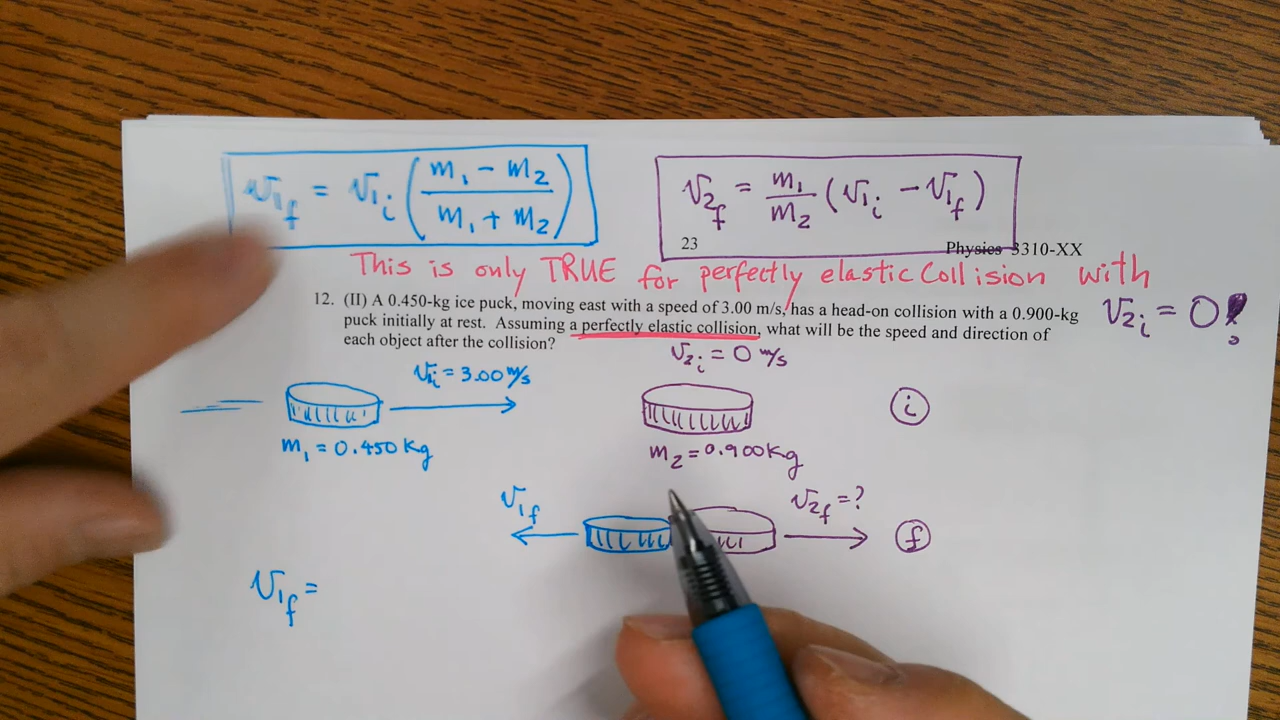 v1f = v1i (m1 - m2 / m1 + m2)
v2f = m1/m2 (v1i - v1f)
23
Physics 3310-XX
This is only TRUE for perfectly elastic Collision with
v2i = 0!
12. (II) A 0.450-kg ice puck, moving east with a speed of 3.00 m/s, has a head-on collision with a 0.900-kg
puck initially at rest. Assuming a perfectly elastic collision, what will be the speed and direction of
each object after the collision?
v2i = 0 m/s
v1i = 3.00 m/s
i
m1 = 0.450 kg
m2 = 0.900 kg
v1f
v2f = ?
f
v1f =